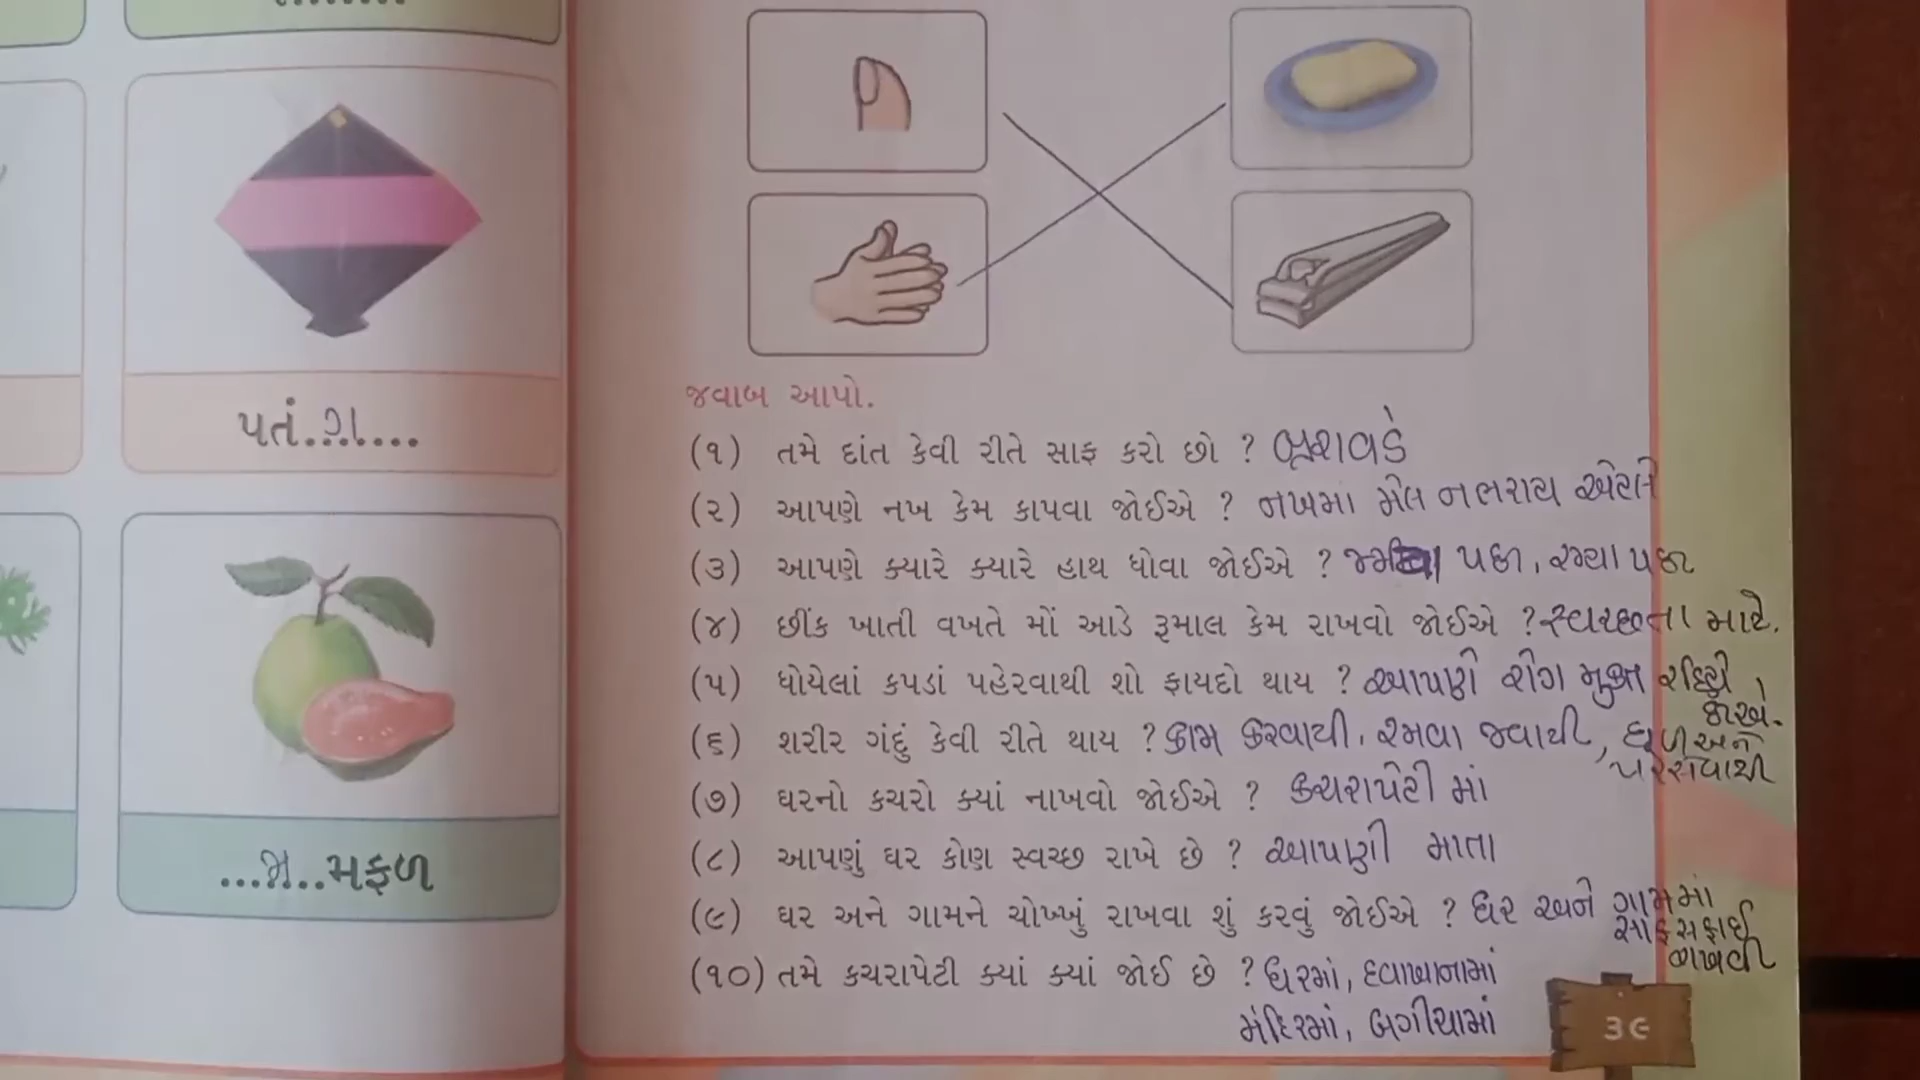 પતં..ગ....
...જા..મફળ
જવાબ આપો.
(૧) તમે દાંત કેવી રીતે સાફ કરો છો ? બ્રશવડે
(૨) આપણે નખ કેમ કાપવા જોઈએ ? નખમાં મેલ નભરાય એટલે
(૩) આપણે ક્યારે ક્યારે હાથ ધોવા જોઈએ ? પછી, રમ્યા પછી
(૪) છીંક ખાતી વખતે મોં આડે રૂમાલ કેમ રાખવો જોઈએ ? સ્વચ્છતા માટે.
(૫) ધોયેલાં કપડાં પહેરવાથી શો ફાયદો થાય ? આપણે રોગ મુક્ત રહિયે
છીએ.
(૬) શરીર ગંદું કેવી રીતે થાય ? કામ કરવાથી, રમવા જવાથી, ધૂળ અને
પરસેવાથી
(૭) ઘરનો કચરો ક્યાં નાખવો જોઈએ ? કચરાપેટી માં
(૮) આપણું ઘર કોણ સ્વચ્છ રાખે છે ? આપણી માતા
(૯) ઘર અને ગામને ચોખ્ખું રાખવા શું કરવું જોઈએ ? ઘર અને ગામમાં
સાફસફાઈ
રાખવી
(૧૦) તમે કચરાપેટી ક્યાં ક્યાં જોઈ છે ? ઘરમાં, દવાખાનામાં
મંદિરમાં, બગીચામાં
૩૯